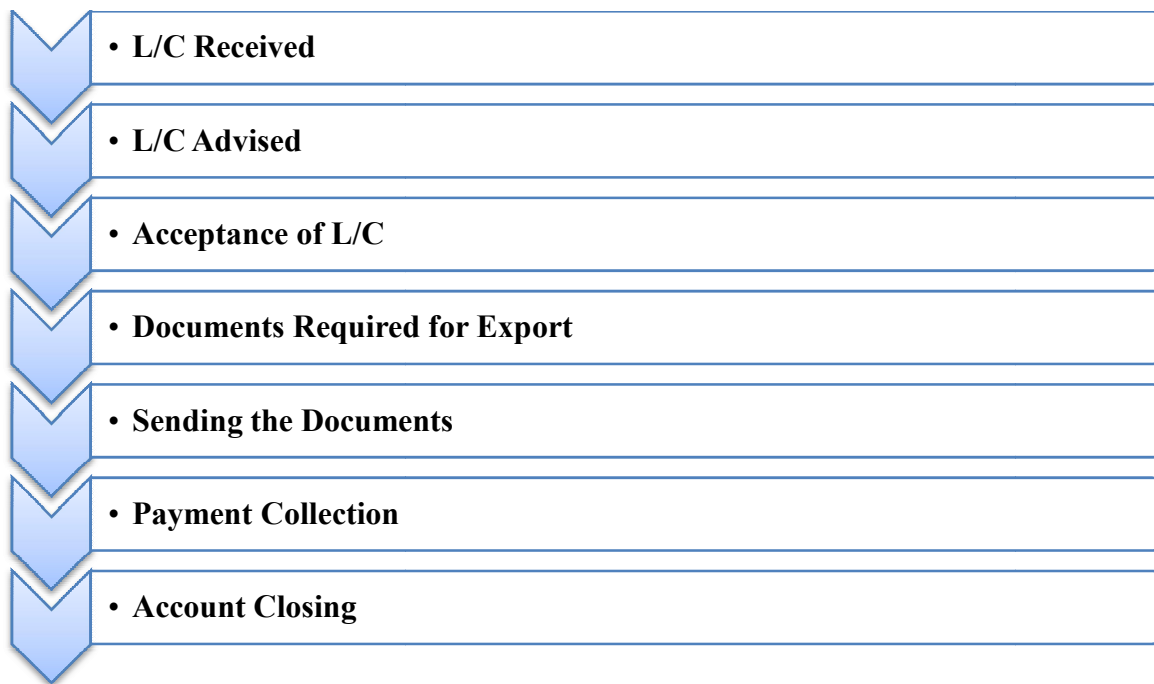 • L/C Received
• L/C Advised
• Acceptance of L/C
• Documents Required for Export
• Sending the Documents
• Payment Collection
• Account Closing